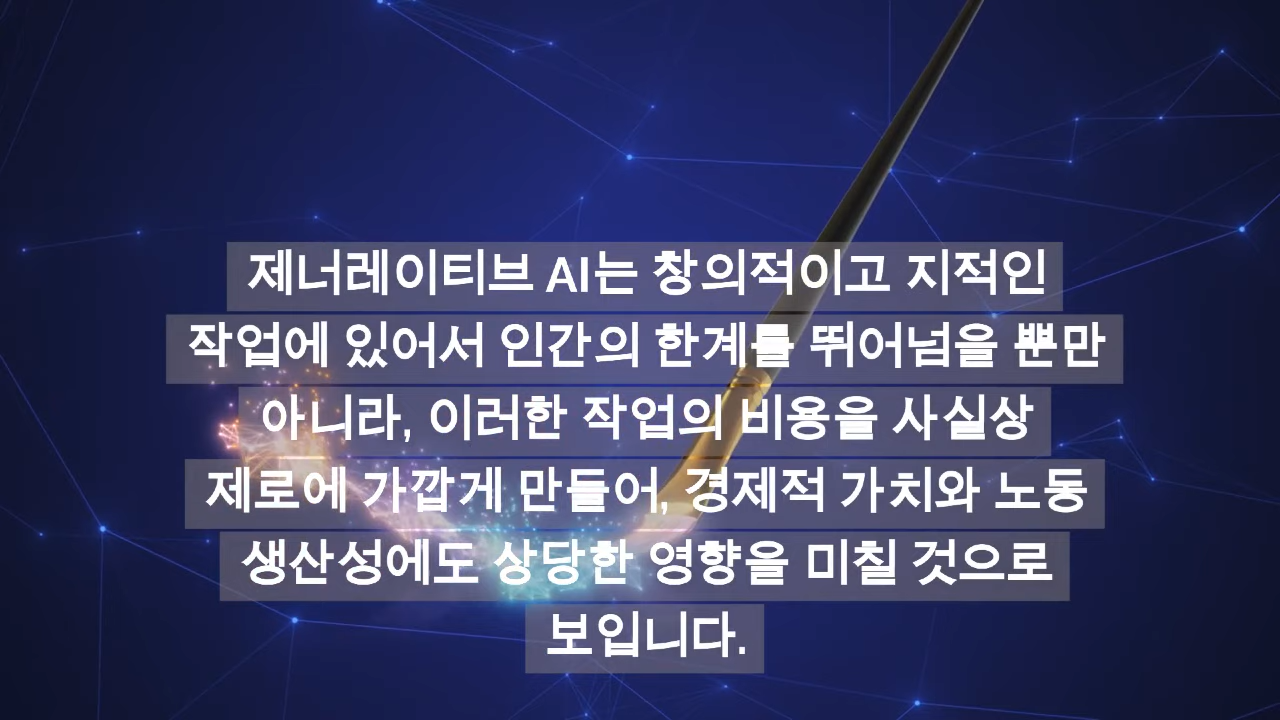 제너레이티브 AI는 창의적이고 지적인
작업에 있어서 인간의 한계를 뛰어넘을 뿐만
아니라, 이러한 작업의 비용을 사실상
제로에 가깝게 만들어, 경제적 가치와 노동
생산성에도 상당한 영향을 미칠 것으로
보입니다.